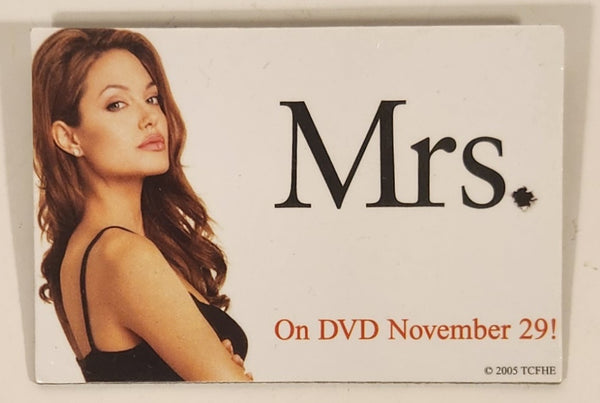 Mrs.
On DVD November 29!
© 2005 TCFHE